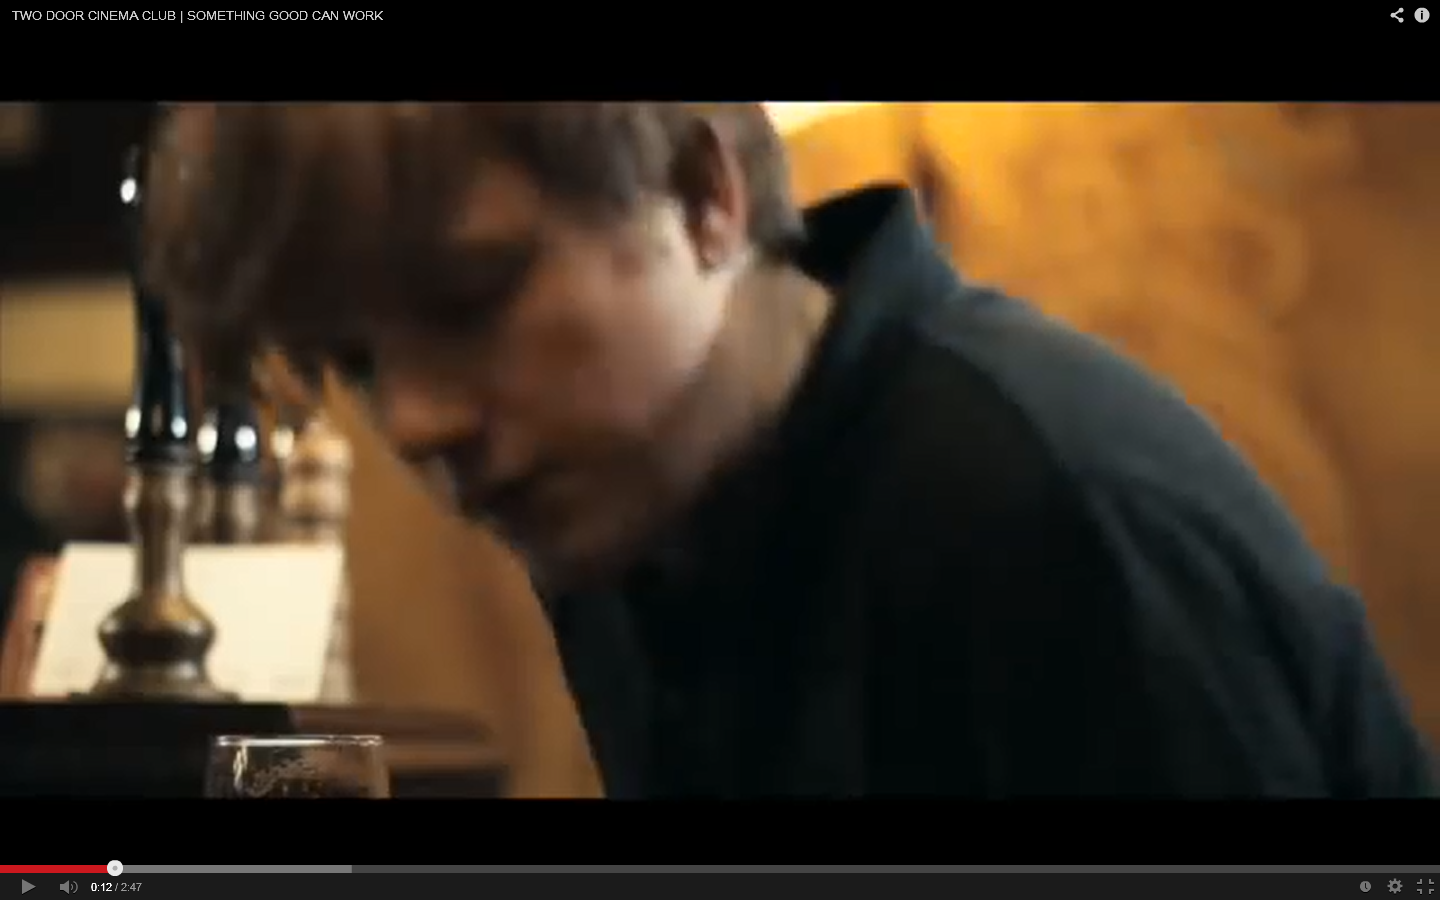 TWO DOOR CINEMA CLUB | SOMETHING GOOD CAN WORK
0:12 / 2:47